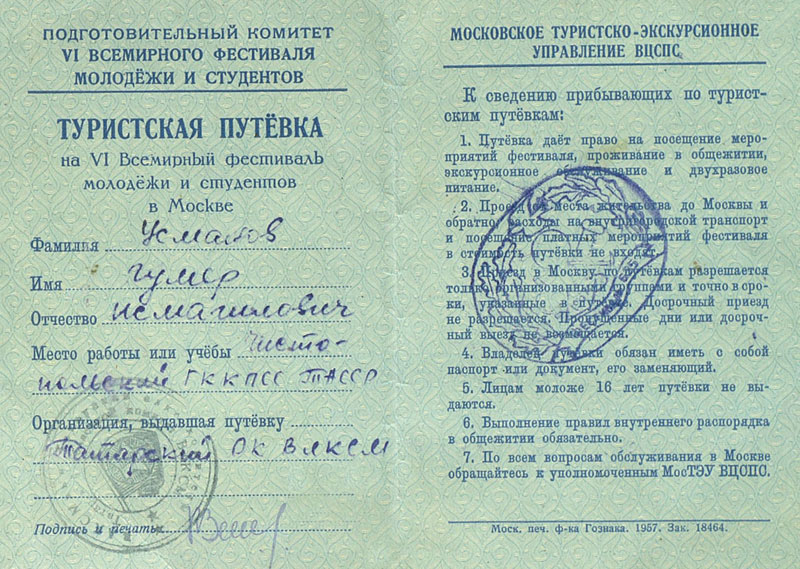 ПОДГОТОВИТЕЛЬНЫЙ КОМИТЕТ
VI ВСЕМИРНОГО ФЕСТИВАЛЯ
МОЛОДЁЖИ И СТУДЕНТОВ
ТУРИСТСКАЯ ПУТЁВКА
на VI Всемирный фестиваль
молодёжи и студентов
в Москве
Фамилия Усманов
Имя Гумер
Отчество Исмагилович
Место работы или учёбы Чисто-
польский ГК КПСС ТАССР
Организация, выдавшая путёвку
Татарский ОК ВЛКСМ
Подпись и печать
МОСКОВСКОЕ ТУРИСТСКО-ЭКСКУРСИОННОЕ
УПРАВЛЕНИЕ ВЦСПС
К сведению прибывающих по турист-
ским путёвкам:
1. Путёвка даёт право на посещение меро-
приятий фестиваля, проживание в общежитии,
экскурсионное обслуживание и двухразовое
питание.
2. Проезд от места жительства до Москвы и
обратно, расходы на внутригородской транспорт
и посещение платных мероприятий фестиваля
в стоимость путёвки не входят.
3. Приезд в Москву по путёвкам разрешается
только организованными группами и точно в сро-
ки, указанные в путёвке. Досрочный приезд
не разрешается. Пропущенные дни или досроч-
ный выезд не возмещается.
4. Владелец путёвки обязан иметь с собой
паспорт или документ, его заменяющий.
5. Лицам моложе 16 лет путёвки не вы-
даются.
6. Выполнение правил внутреннего распорядка
в общежитии обязательно.
7. По всем вопросам обслуживания в Москве
обращайтесь к уполномоченным МосТЭУ ВЦСПС.
Моск. печ. ф-ка Гознака. 1957. Зак. 18464.